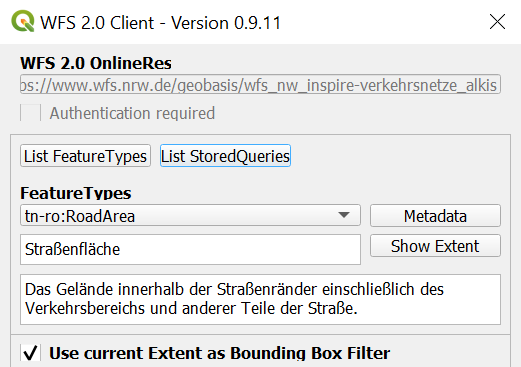 WFS 2.0 Client - Version 0.9.11
WFS 2.0 OnlineRes
os://www.wfs.nrw.de/geobasis/wfs_nw_inspire-verkehrsnetze_alkis
Authentication required
List FeatureTypes List StoredQueries
FeatureTypes
tn-ro:RoadArea Metadata
Straßenfläche Show Extent
Das Gelände innerhalb der Straßenränder einschließlich des
Verkehrsbereichs und anderer Teile der Straße.
Use current Extent as Bounding Box Filter